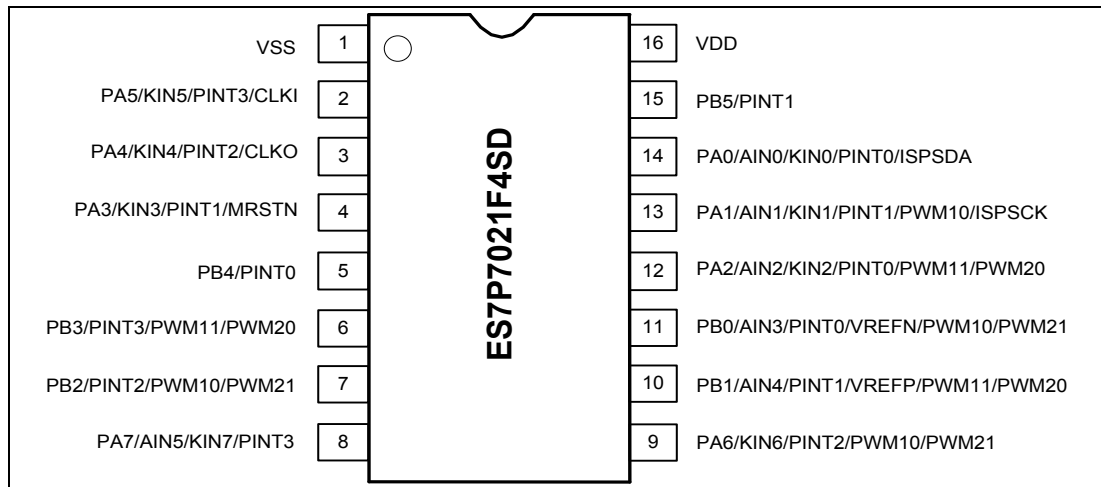 VSS 1 16 VDD
PA5/KIN5/PINT3/CLKI 2 15 PB5/PINT1
PA4/KIN4/PINT2/CLKO 3 14 PA0/AIN0/KIN0/PINT0/ISPSDA
PA3/KIN3/PINT1/MRSTN 4 13 PA1/AIN1/KIN1/PINT1/PWM10/ISPSCK
PB4/PINT0 5 12 PA2/AIN2/KIN2/PINT0/PWM11/PWM20
PB3/PINT3/PWM11/PWM20 6 11 PB0/AIN3/PINT0/VREFN/PWM10/PWM21
PB2/PINT2/PWM10/PWM21 7 10 PB1/AIN4/PINT1/VREFP/PWM11/PWM20
PA7/AIN5/KIN7/PINT3 8 9 PA6/KIN6/PINT2/PWM10/PWM21
ES7P7021F4SD